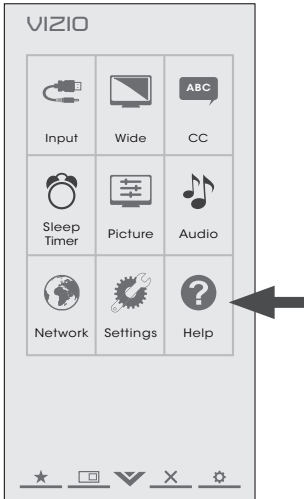 VIZIO
Input Wide CC
ABC
Sleep
Timer
Picture Audio
Network Settings Help
?